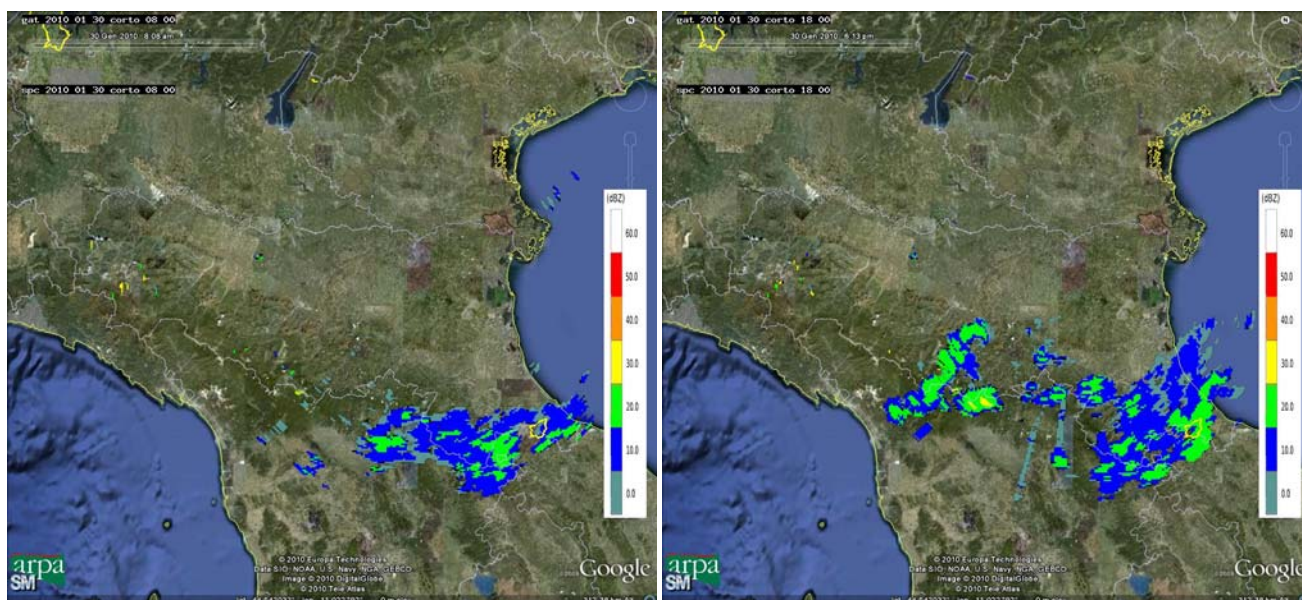 gat 2010 01 30 corto 08 00
30 Gen 2010 8:08 am
N
spc 2010 01 30 corto 08 00
(dBZ)
60.0
50.0
40.0
30.0
20.0
10.0
0.0
© 2010 Europa Technologies
Data SIO, NOAA, U.S. Navy, NGA, GEBCO
Image © 2010 DigitalGlobe
© 2010 Tele Atlas
arpa
SIM
Google
gat 2010 01 30 corto 18 00
30 Gen 2010 6:13 pm
N
spc 2010 01 30 corto 18 00
(dBZ)
60.0
50.0
40.0
30.0
20.0
10.0
0.0
© 2010 Europa Technologies
Data SIO, NOAA, U.S. Navy, NGA, GEBCO
Image © 2010 DigitalGlobe
© 2010 Tele Atlas
arpa
SIM
Google